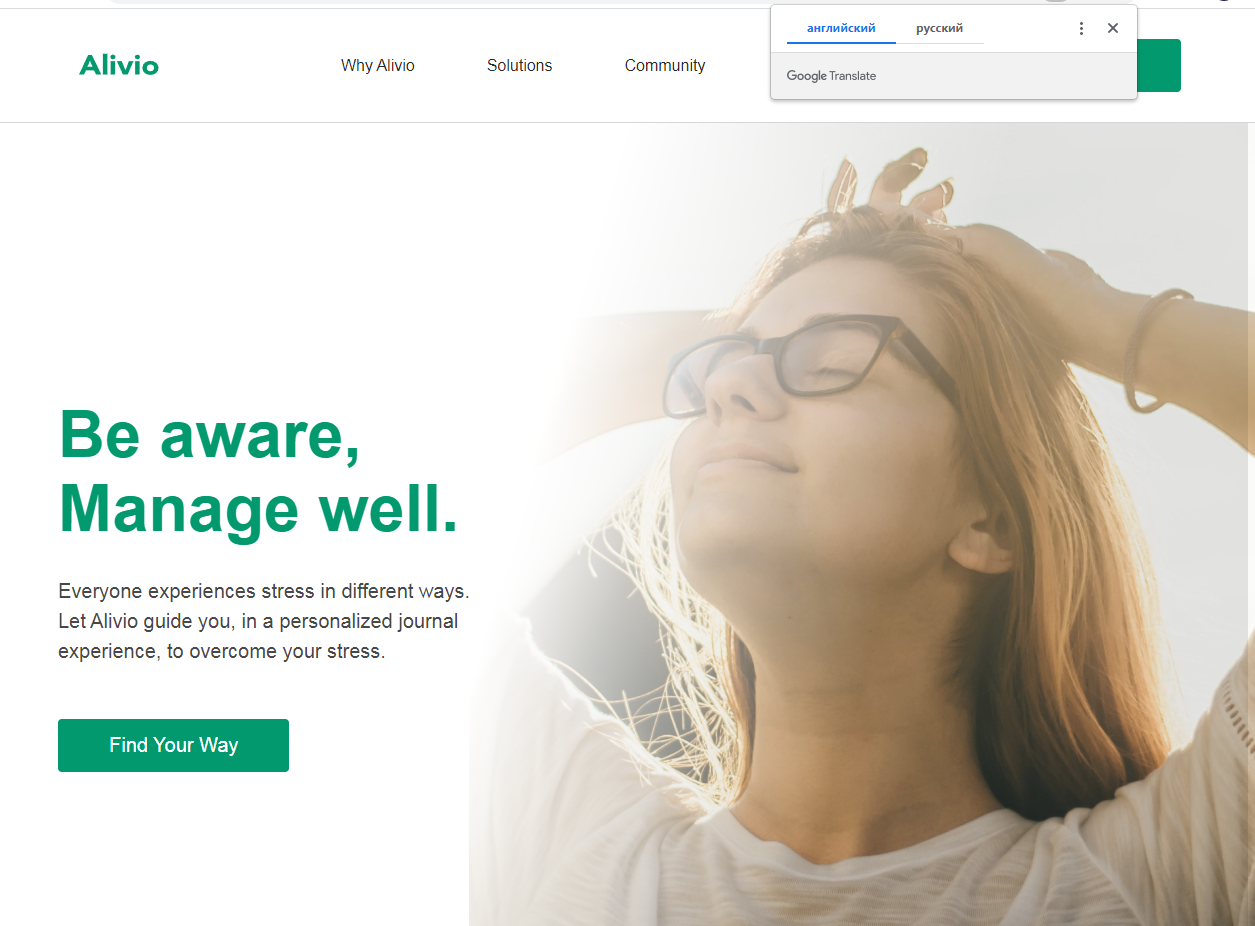 английский русский
Google Translate
Alivio
Why Alivio Solutions Community
Be aware,
Manage well.
Everyone experiences stress in different ways.
Let Alivio guide you, in a personalized journal
experience, to overcome your stress.
Find Your Way